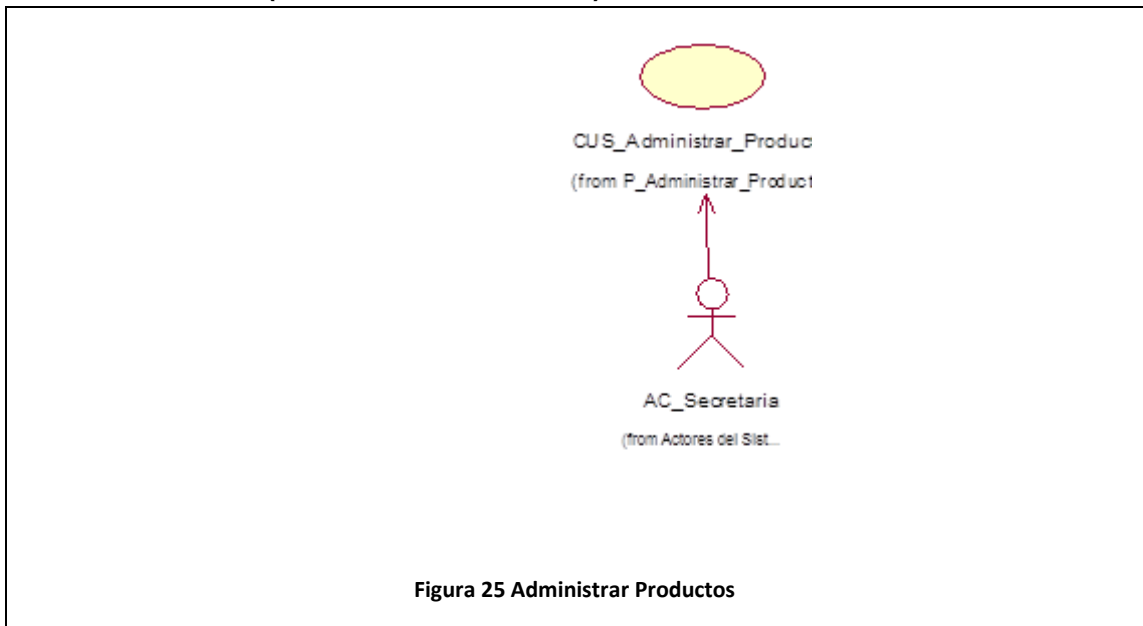 CUS_Administrar_Produc
(from P_Administrar_Product
AC_Secretaria
(from Actores del Sist...
Figura 25 Administrar Productos